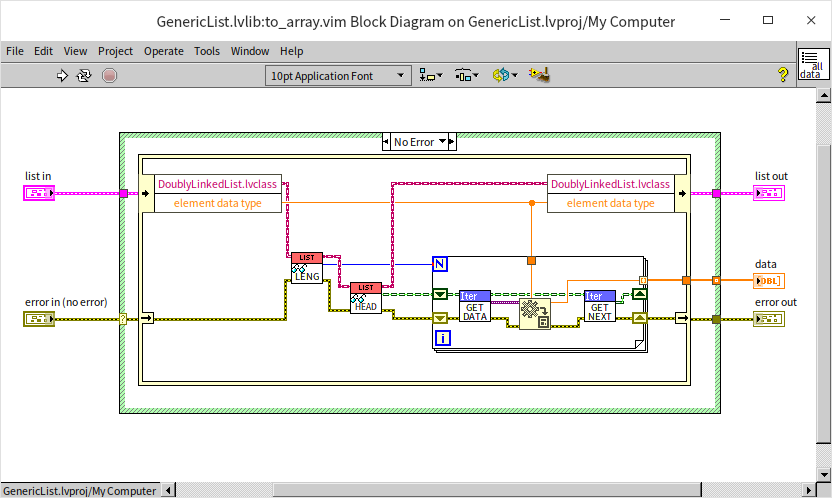 GenericList.lvlib:to_array.vim Block Diagram on GenericList.lvproj/My Computer
File Edit View Project Operate Tools Window Help
10pt Application Font
?
all
data
No Error
list in
DoublyLinkedList.lvclass
element data type
DoublyLinkedList.lvclass
element data type
list out
LIST
LENG
N
LIST
HEAD
data
DBL
error in (no error)
?
Iter
GET
DATA
Iter
GET
NEXT
error out
i
GenericList.lvproj/My Computer